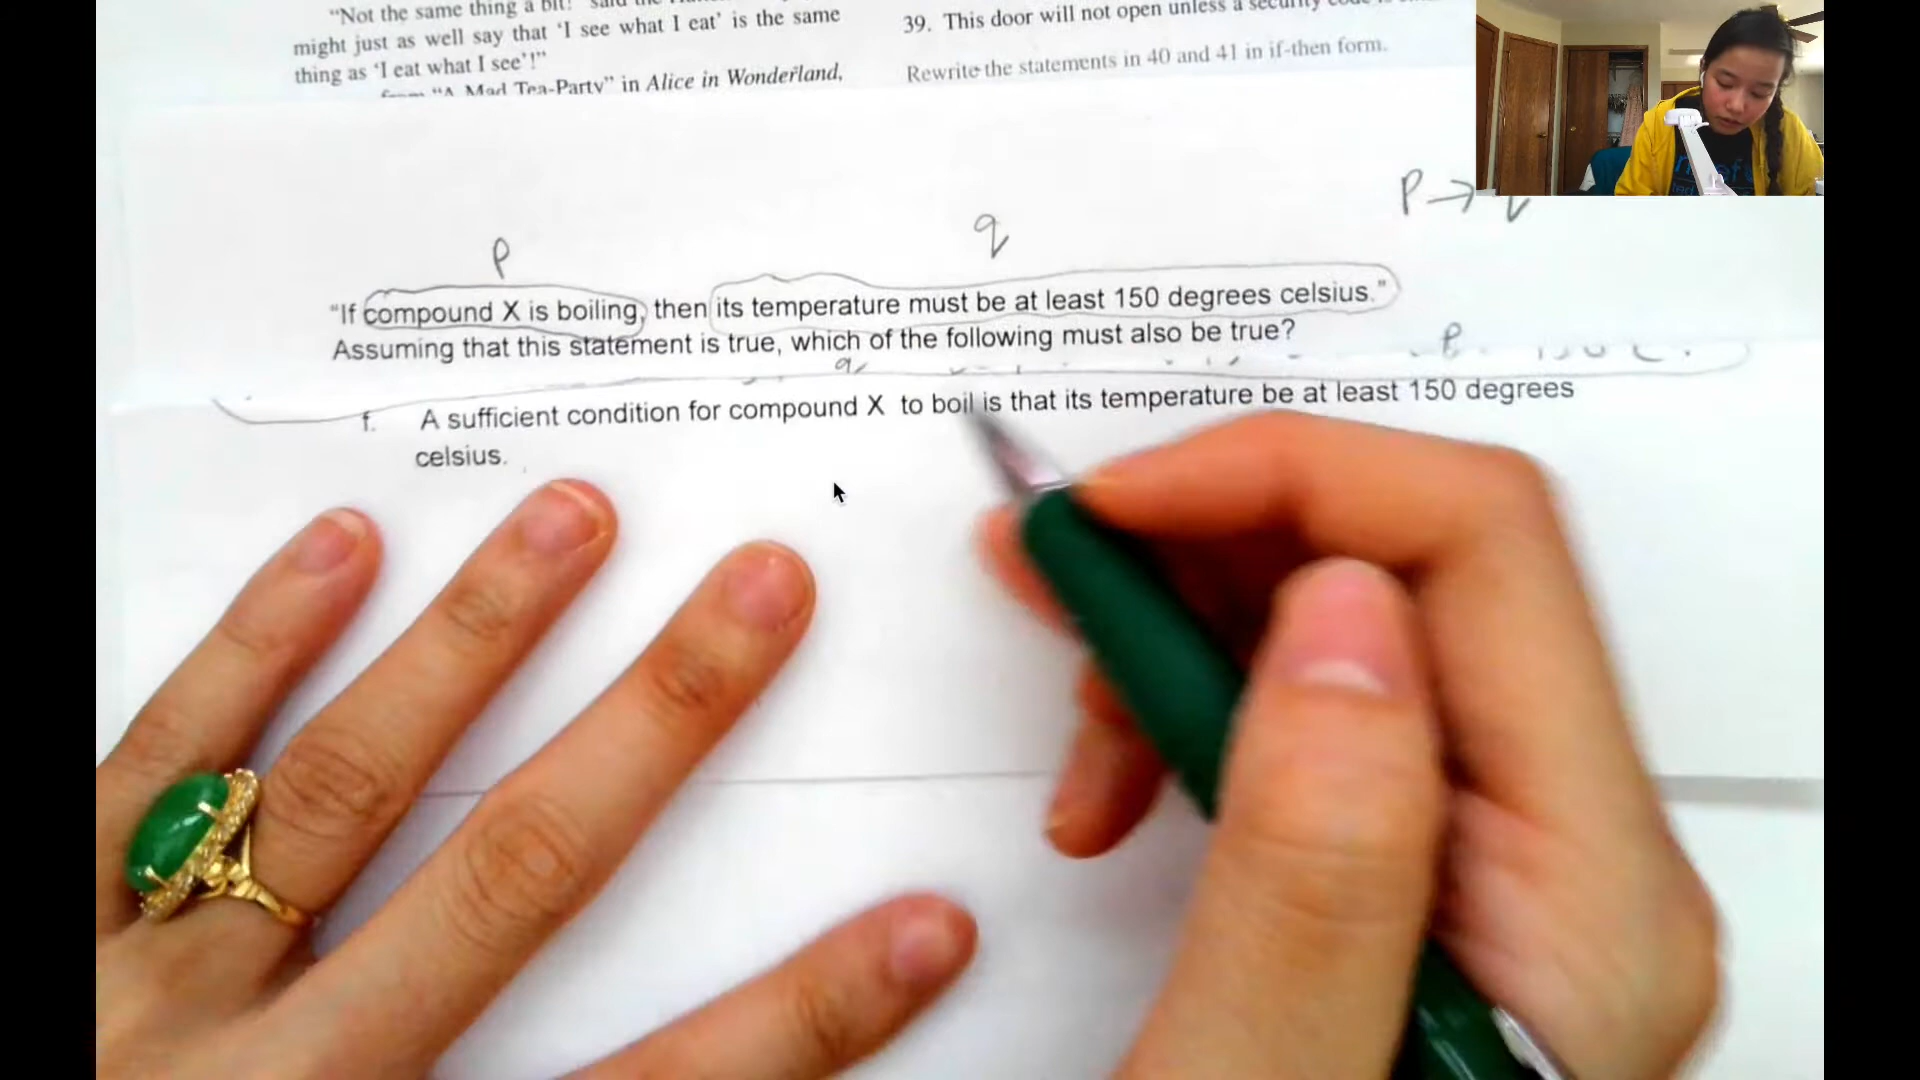 "Not the same thing a bit!" said the
might just as well say that 'I see what I eat' is the same
thing as 'I eat what I see'!"
"A Mad Tea-Party" in Alice in Wonderland,
39. This door will not open unless a security code
Rewrite the statements in 40 and 41 in if-then form.
p → q
p
q
"If compound X is boiling, then its temperature must be at least 150 degrees celsius."
Assuming that this statement is true, which of the following must also be true?
f. A sufficient condition for compound X to boil is that its temperature be at least 150 degrees
celsius.